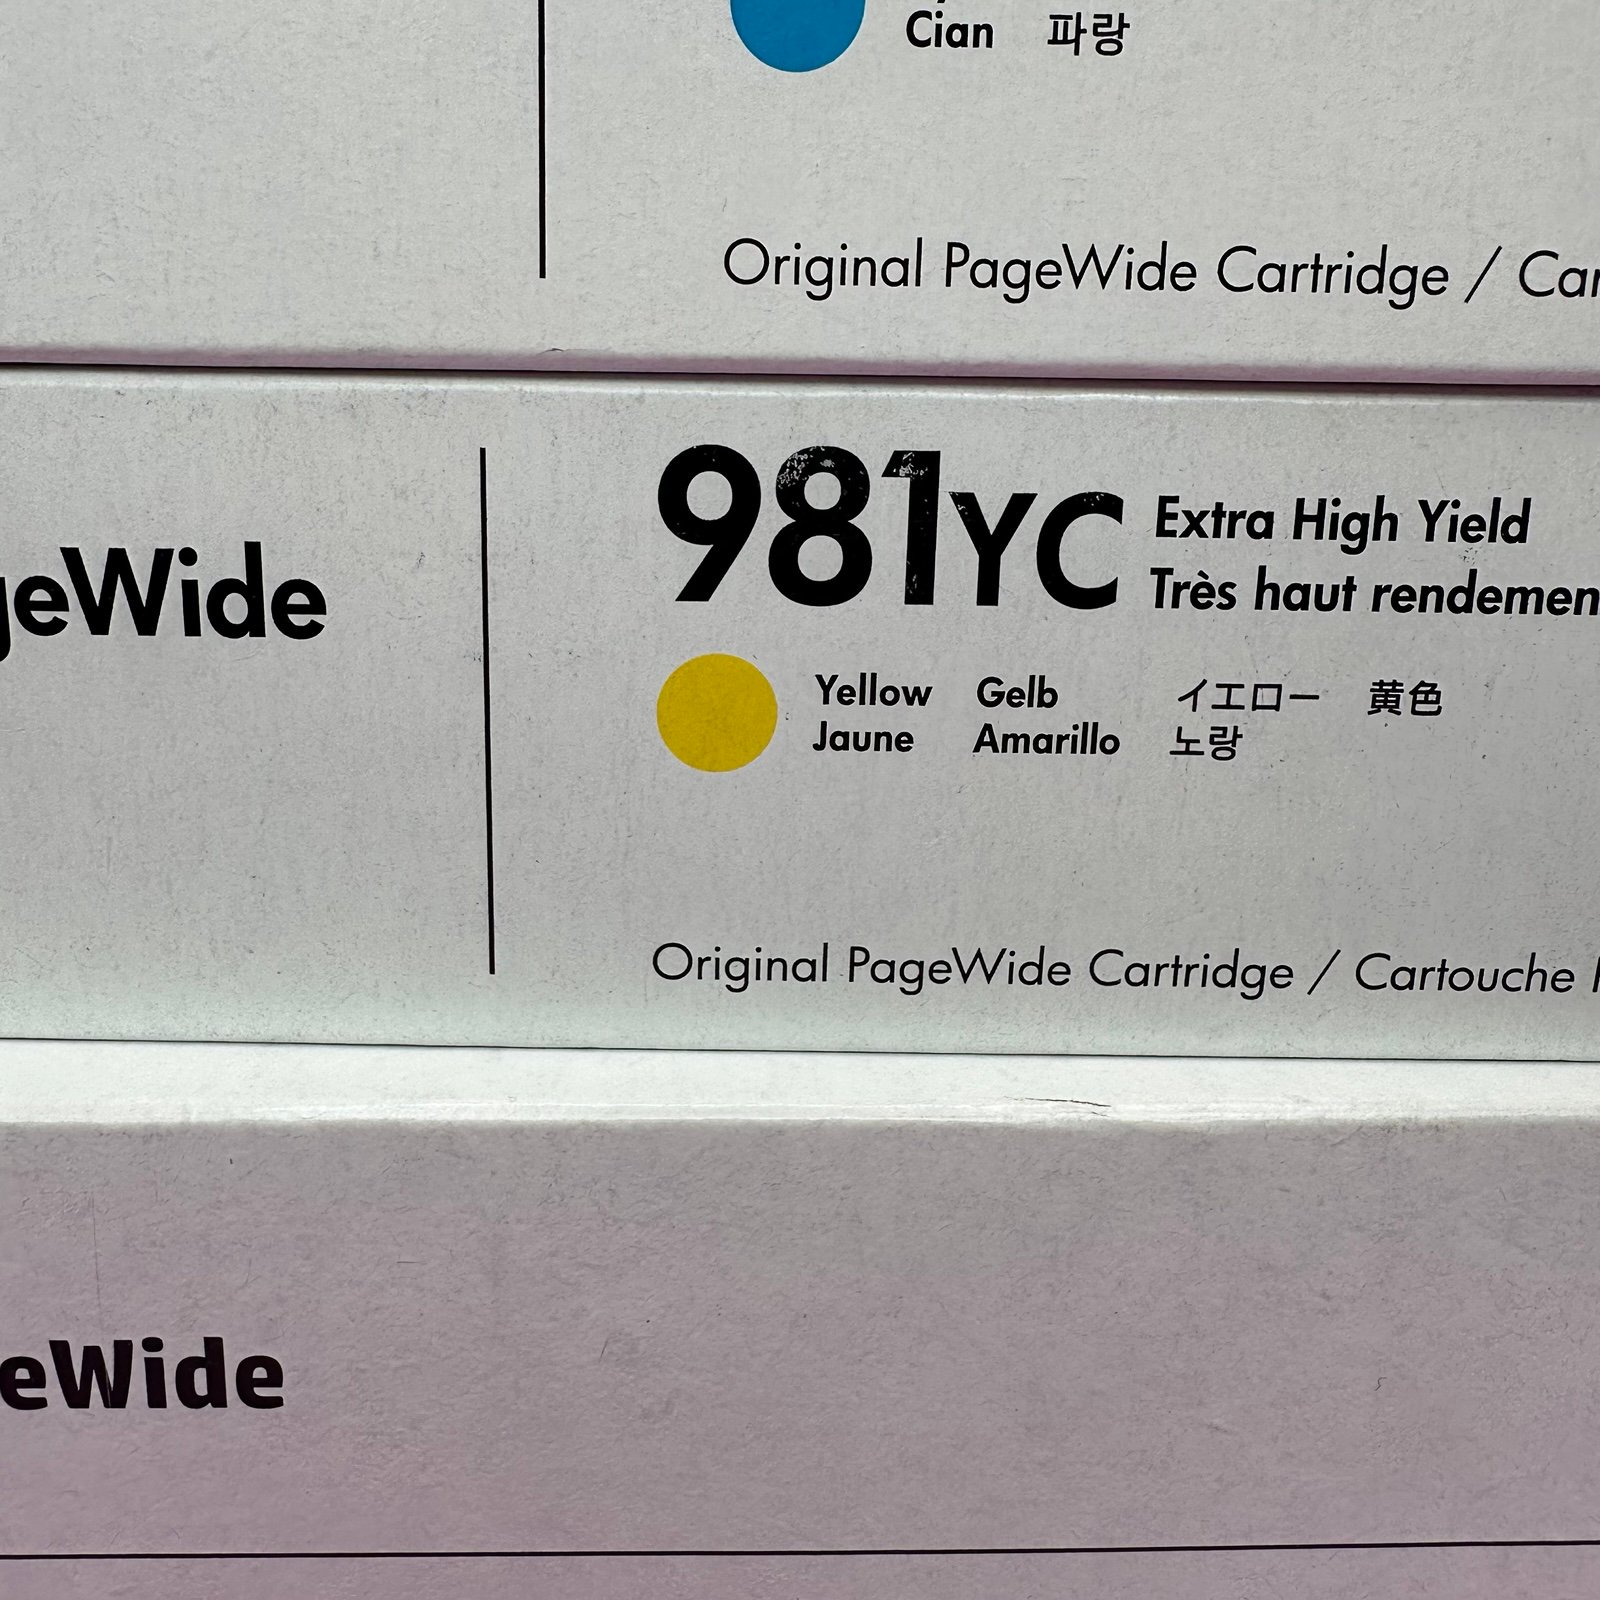 Cian 파랑
Original PageWide Cartridge /
geWide
981YC Extra High Yield
Très haut rendemen
Yellow Gelb イエロー 黄色
Jaune Amarillo 노랑
Original PageWide Cartridge / Cartouche
eWide